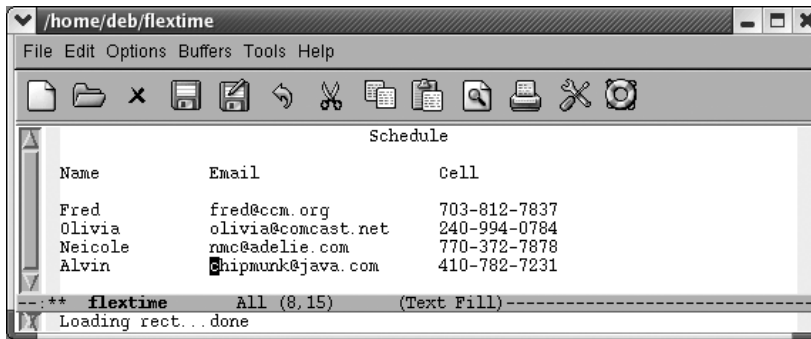 /home/deb/flextime
File Edit Options Buffers Tools Help
Schedule
Name Email Cell
Fred fred@ccm.org 703-812-7837
Olivia olivia@comcast.net 240-994-0784
Neicole nmc@adelie.com 770-372-7878
Alvin chipmunk@java.com 410-782-7231
--:** flextime All (8,15) (Text Fill)-------------------------------
Loading rect...done